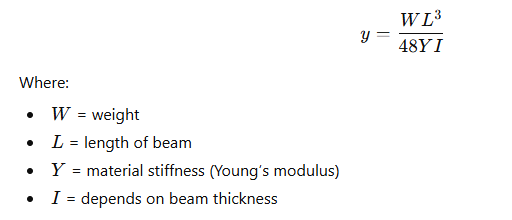 y = WL³ / 48YI
Where:
• W = weight
• L = length of beam
• Y = material stiffness (Young's modulus)
• I = depends on beam thickness